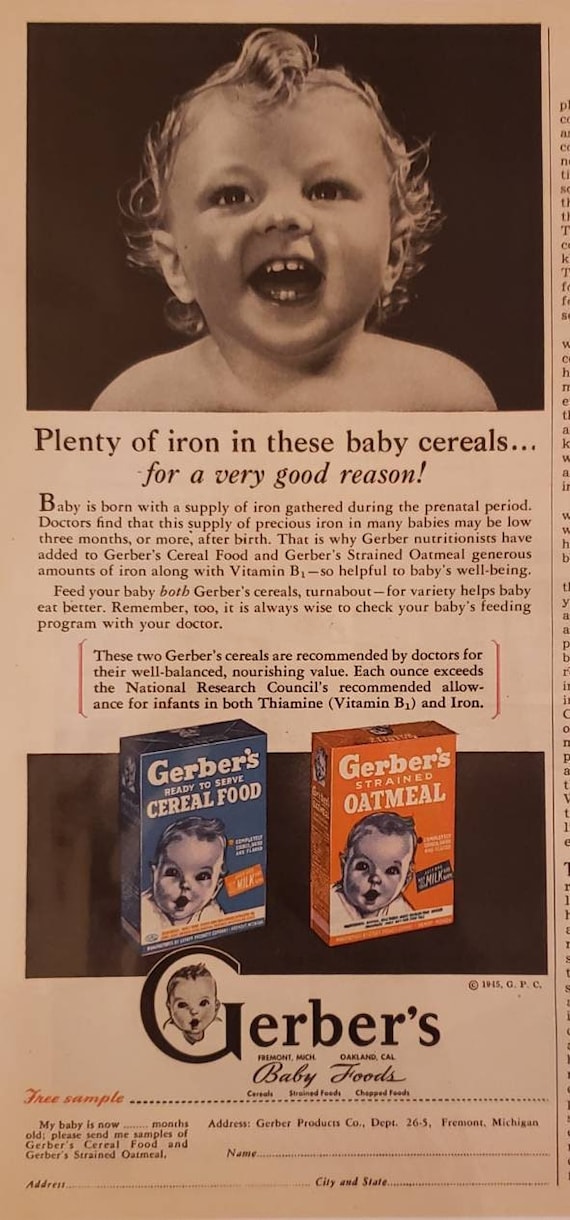 Plenty of iron in these baby cereals...
for a very good reason!
Baby is born with a supply of iron gathered during the prenatal period.
Doctors find that this supply of precious iron in many babies may be low
three months, or more, after birth. That is why Gerber nutritionists have
added to Gerber's Cereal Food and Gerber's Strained Oatmeal generous
amounts of iron along with Vitamin B₁—so helpful to baby's well-being.
Feed your baby both Gerber's cereals, turnabout—for variety helps baby
eat better. Remember, too, it is always wise to check your baby's feeding
program with your doctor.
These two Gerber's cereals are recommended by doctors for
their well-balanced, nourishing value. Each ounce exceeds
the National Research Council's recommended allow-
ance for infants in both Thiamine (Vitamin B₁) and Iron.
Gerber's
READY TO SERVE
CEREAL FOOD
MILK
Gerber's
STRAINED
OATMEAL
MILK
© 1945, G. P. C.
Gerber's
FREMONT, MICH. OAKLAND, CAL.
Baby Foods
Cereals Strained Foods Chopped Foods
Free sample
My baby is now ........ months
old; please send me samples of
Gerber's Cereal Food and
Gerber's Strained Oatmeal.
Address: Gerber Products Co., Dept. 26-5, Fremont, Michigan
Name
Address
City and State